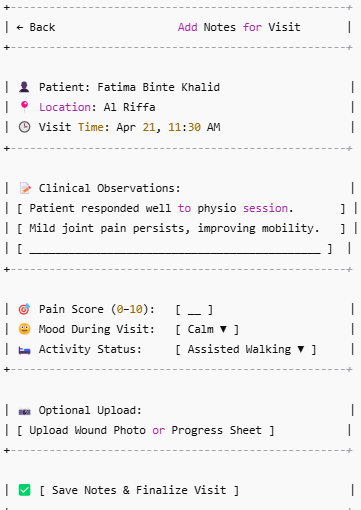 +------------------------------------------+
| ← Back Add Notes for Visit |
+------------------------------------------+
| 👤 Patient: Fatima Binte Khalid |
| 📍 Location: Al Riffa |
| 🕒 Visit Time: Apr 21, 11:30 AM |
+------------------------------------------+
| 📝 Clinical Observations: |
| [ Patient responded well to physio session. ] |
| [ Mild joint pain persists, improving mobility. ] |
| [ ____________________________________________ ] |
+------------------------------------------+
| 🎯 Pain Score (0–10): [ __ ] |
| 😀 Mood During Visit: [ Calm ▼ ] |
| 🛌 Activity Status: [ Assisted Walking ▼ ] |
+------------------------------------------+
| 📷 Optional Upload: |
| [ Upload Wound Photo or Progress Sheet ] |
+------------------------------------------+
| ✅ [ Save Notes & Finalize Visit ] |